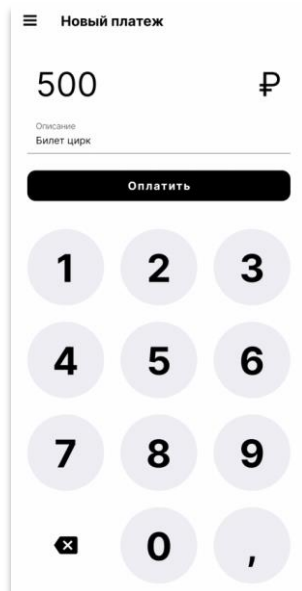 Новый платеж
500 ₽
Описание
Билет цирк
Оплатить
1 2 3
4 5 6
7 8 9
0 ,